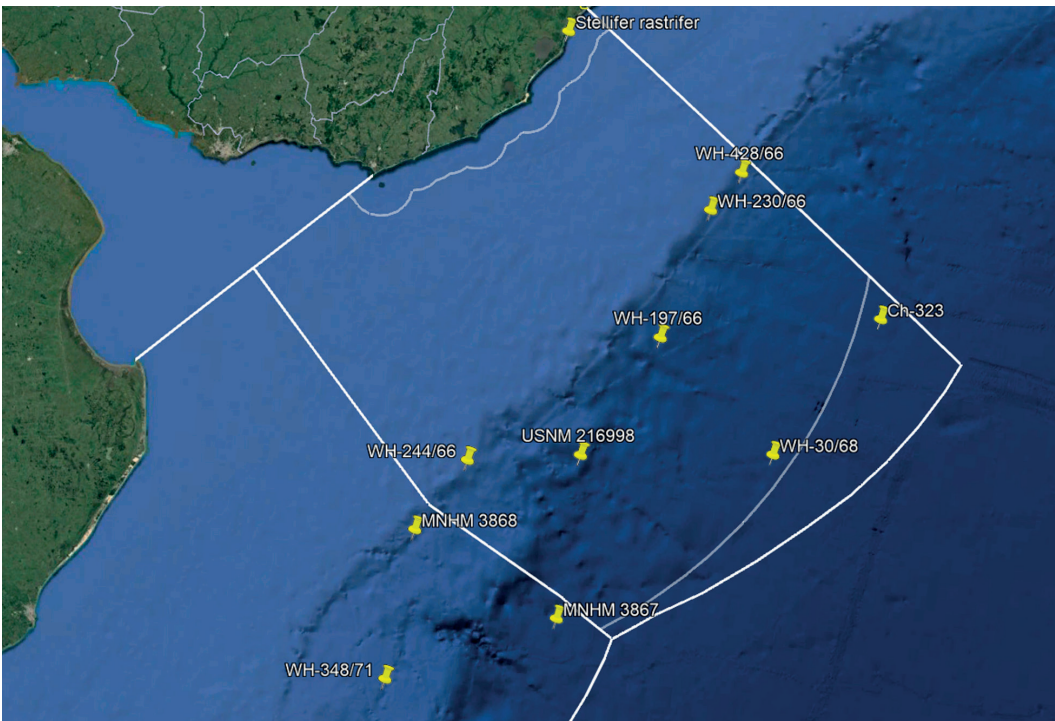 Stellifer rastrifer
WH-428/66
WH-230/66
Ch-323
WH-197/66
USNM 216998
WH-30/68
WH-244/66
MNHM 3868
MNHM 3867
WH-348/71